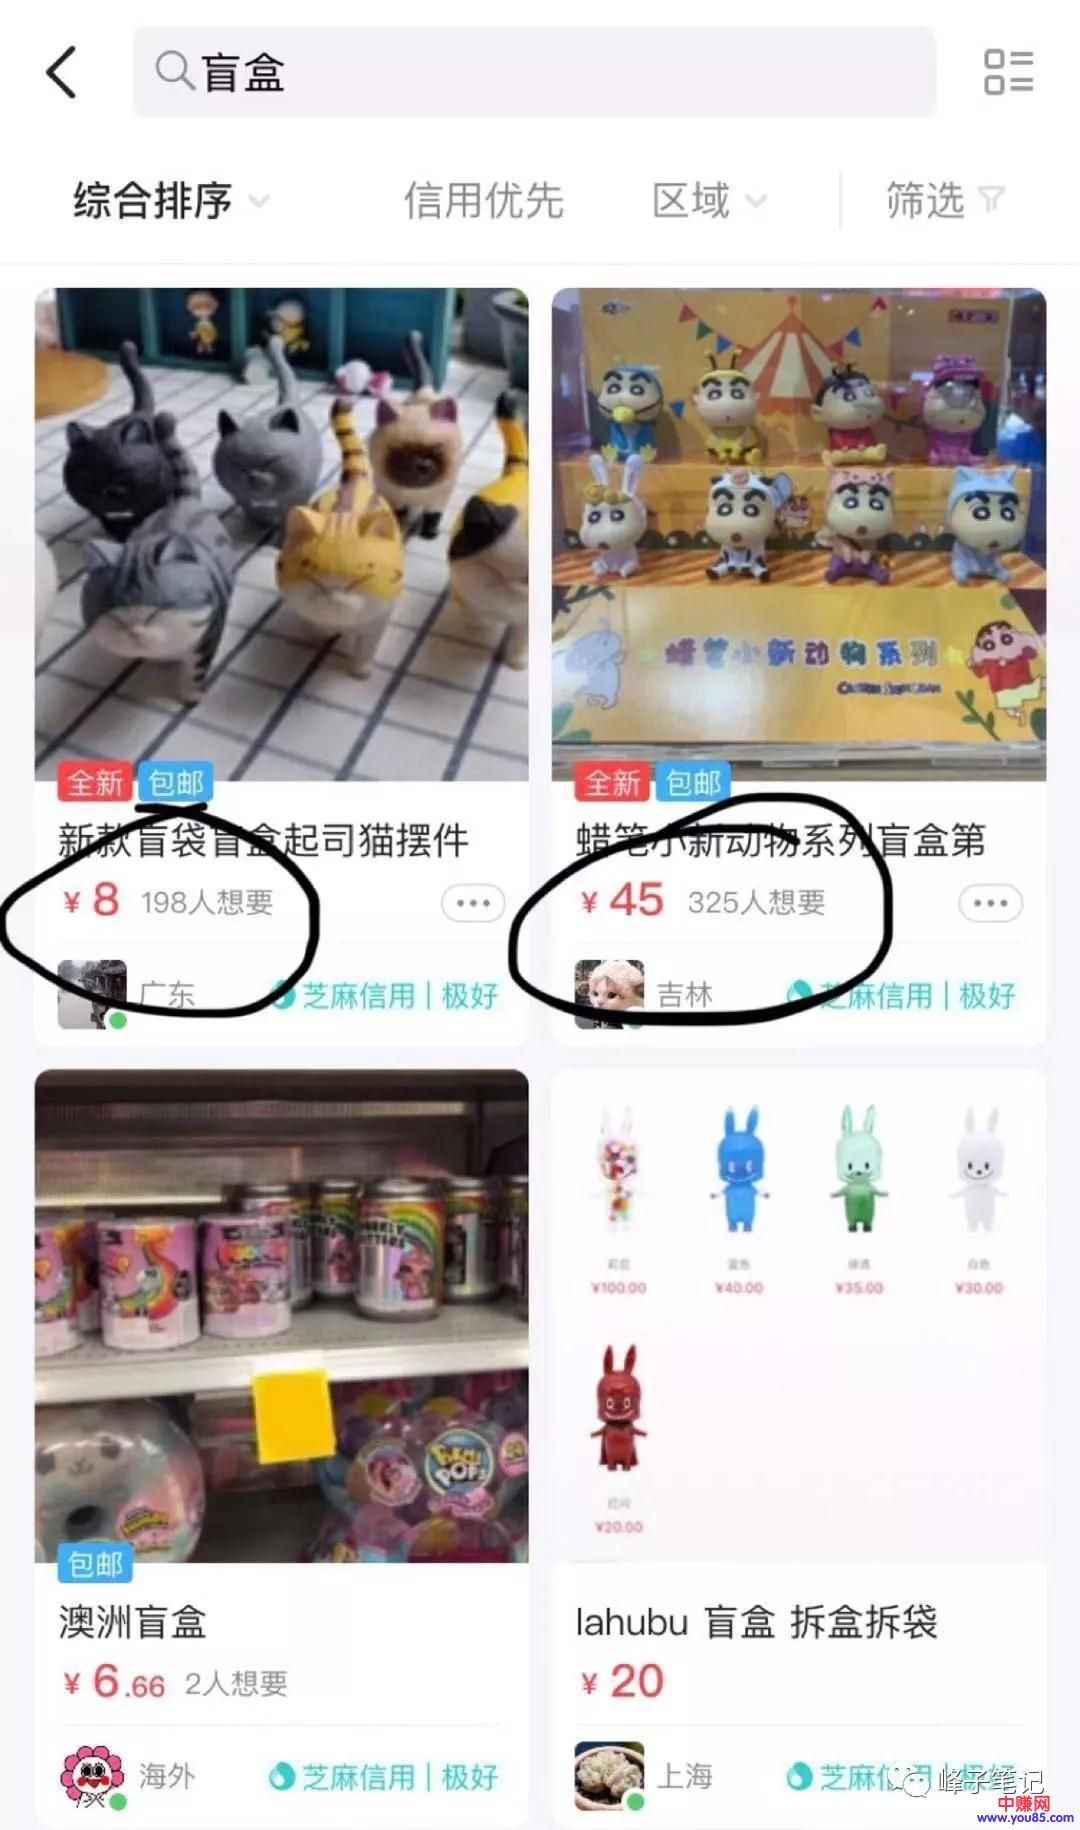 盲盒
综合排序 信用优先 区域 筛选
蜡笔小新动物系列
全新 包邮
新款盲袋盲盒起司猫摆件
¥8 198人想要
广东 芝麻信用 | 极好
全新 包邮
蜡笔小新动物系列盲盒第
¥45 325人想要
吉林 芝麻信用 | 极好
PIKMI
POPS
包邮
澳洲盲盒
¥6.66 2人想要
海外 芝麻信用 | 极好
蓝色 白色
¥100.00 ¥40.00 ¥35.00 ¥30.00
¥20.00
lahubu 盲盒 拆盒拆袋
¥20
上海 芝麻信用
峰子笔记
中赚网
www.you85.com